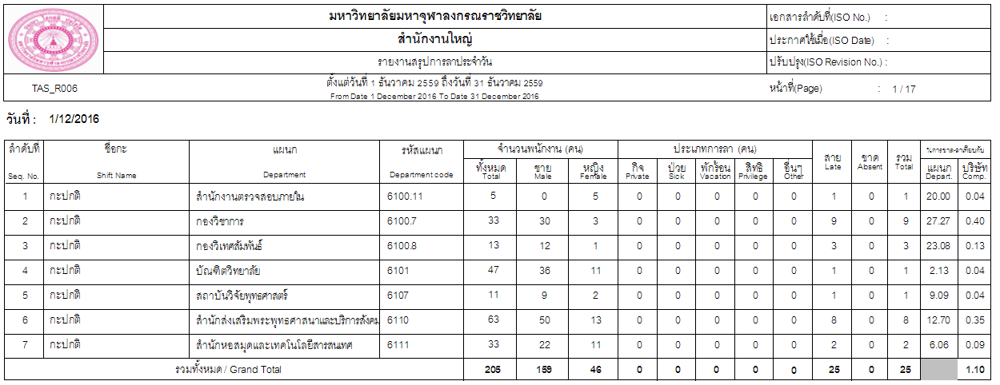 มหาวิทยาลัยมหาจุฬาลงกรณราชวิทยาลัย
เอกสารลำดับที่(ISO No.) :
สำนักงานใหญ่
ประกาศใช้เมื่อ(ISO Date) :
รายงานสรุปการลาประจำวัน
ปรับปรุง(ISO Revision No.) :
TAS_R006
ตั้งแต่วันที่ 1 ธันวาคม 2559 ถึงวันที่ 31 ธันวาคม 2559
From Date 1 December 2016 To Date 31 December 2016
หน้าที่(Page) : 1 / 17
วันที่ : 1/12/2016
ลำดับที่ ชื่อกะ แผนก รหัสแผนก จำนวนพนักงาน (คน) ประเภทการลา (คน) สาย ขาด รวม %การขาด-ลาเทียบกับ
Seq. No. Shift Name Department Department code ทั้งหมด ชาย หญิง กิจ ป่วย พักร้อน สิทธิ อื่นๆ Late Absent Total แผนก บริษัท
Total Male Female Private Sick Vacation Privilege Other Depart. Comp.
1 กะปกติ สำนักงานตรวจสอบภายใน 6100.11 5 0 5 0 0 0 0 0 1 0 1 20.00 0.04
2 กะปกติ กองวิชาการ 6100.7 33 30 3 0 0 0 0 0 9 0 9 27.27 0.40
3 กะปกติ กองวิเทศสัมพันธ์ 6100.8 13 12 1 0 0 0 0 0 3 0 3 23.08 0.13
4 กะปกติ บัณฑิตวิทยาลัย 6101 47 36 11 0 0 0 0 0 1 0 1 2.13 0.04
5 กะปกติ สถาบันวิจัยพุทธศาสตร์ 6107 11 9 2 0 0 0 0 0 1 0 1 9.09 0.04
6 กะปกติ สำนักส่งเสริมพระพุทธศาสนาและบริการสังคม 6110 63 50 13 0 0 0 0 0 8 0 8 12.70 0.35
7 กะปกติ สำนักหอสมุดและเทคโนโลยีสารสนเทศ 6111 33 22 11 0 0 0 0 0 2 0 2 6.06 0.09
รวมทั้งหมด / Grand Total 205 159 46 0 0 0 0 0 25 0 25 1.10